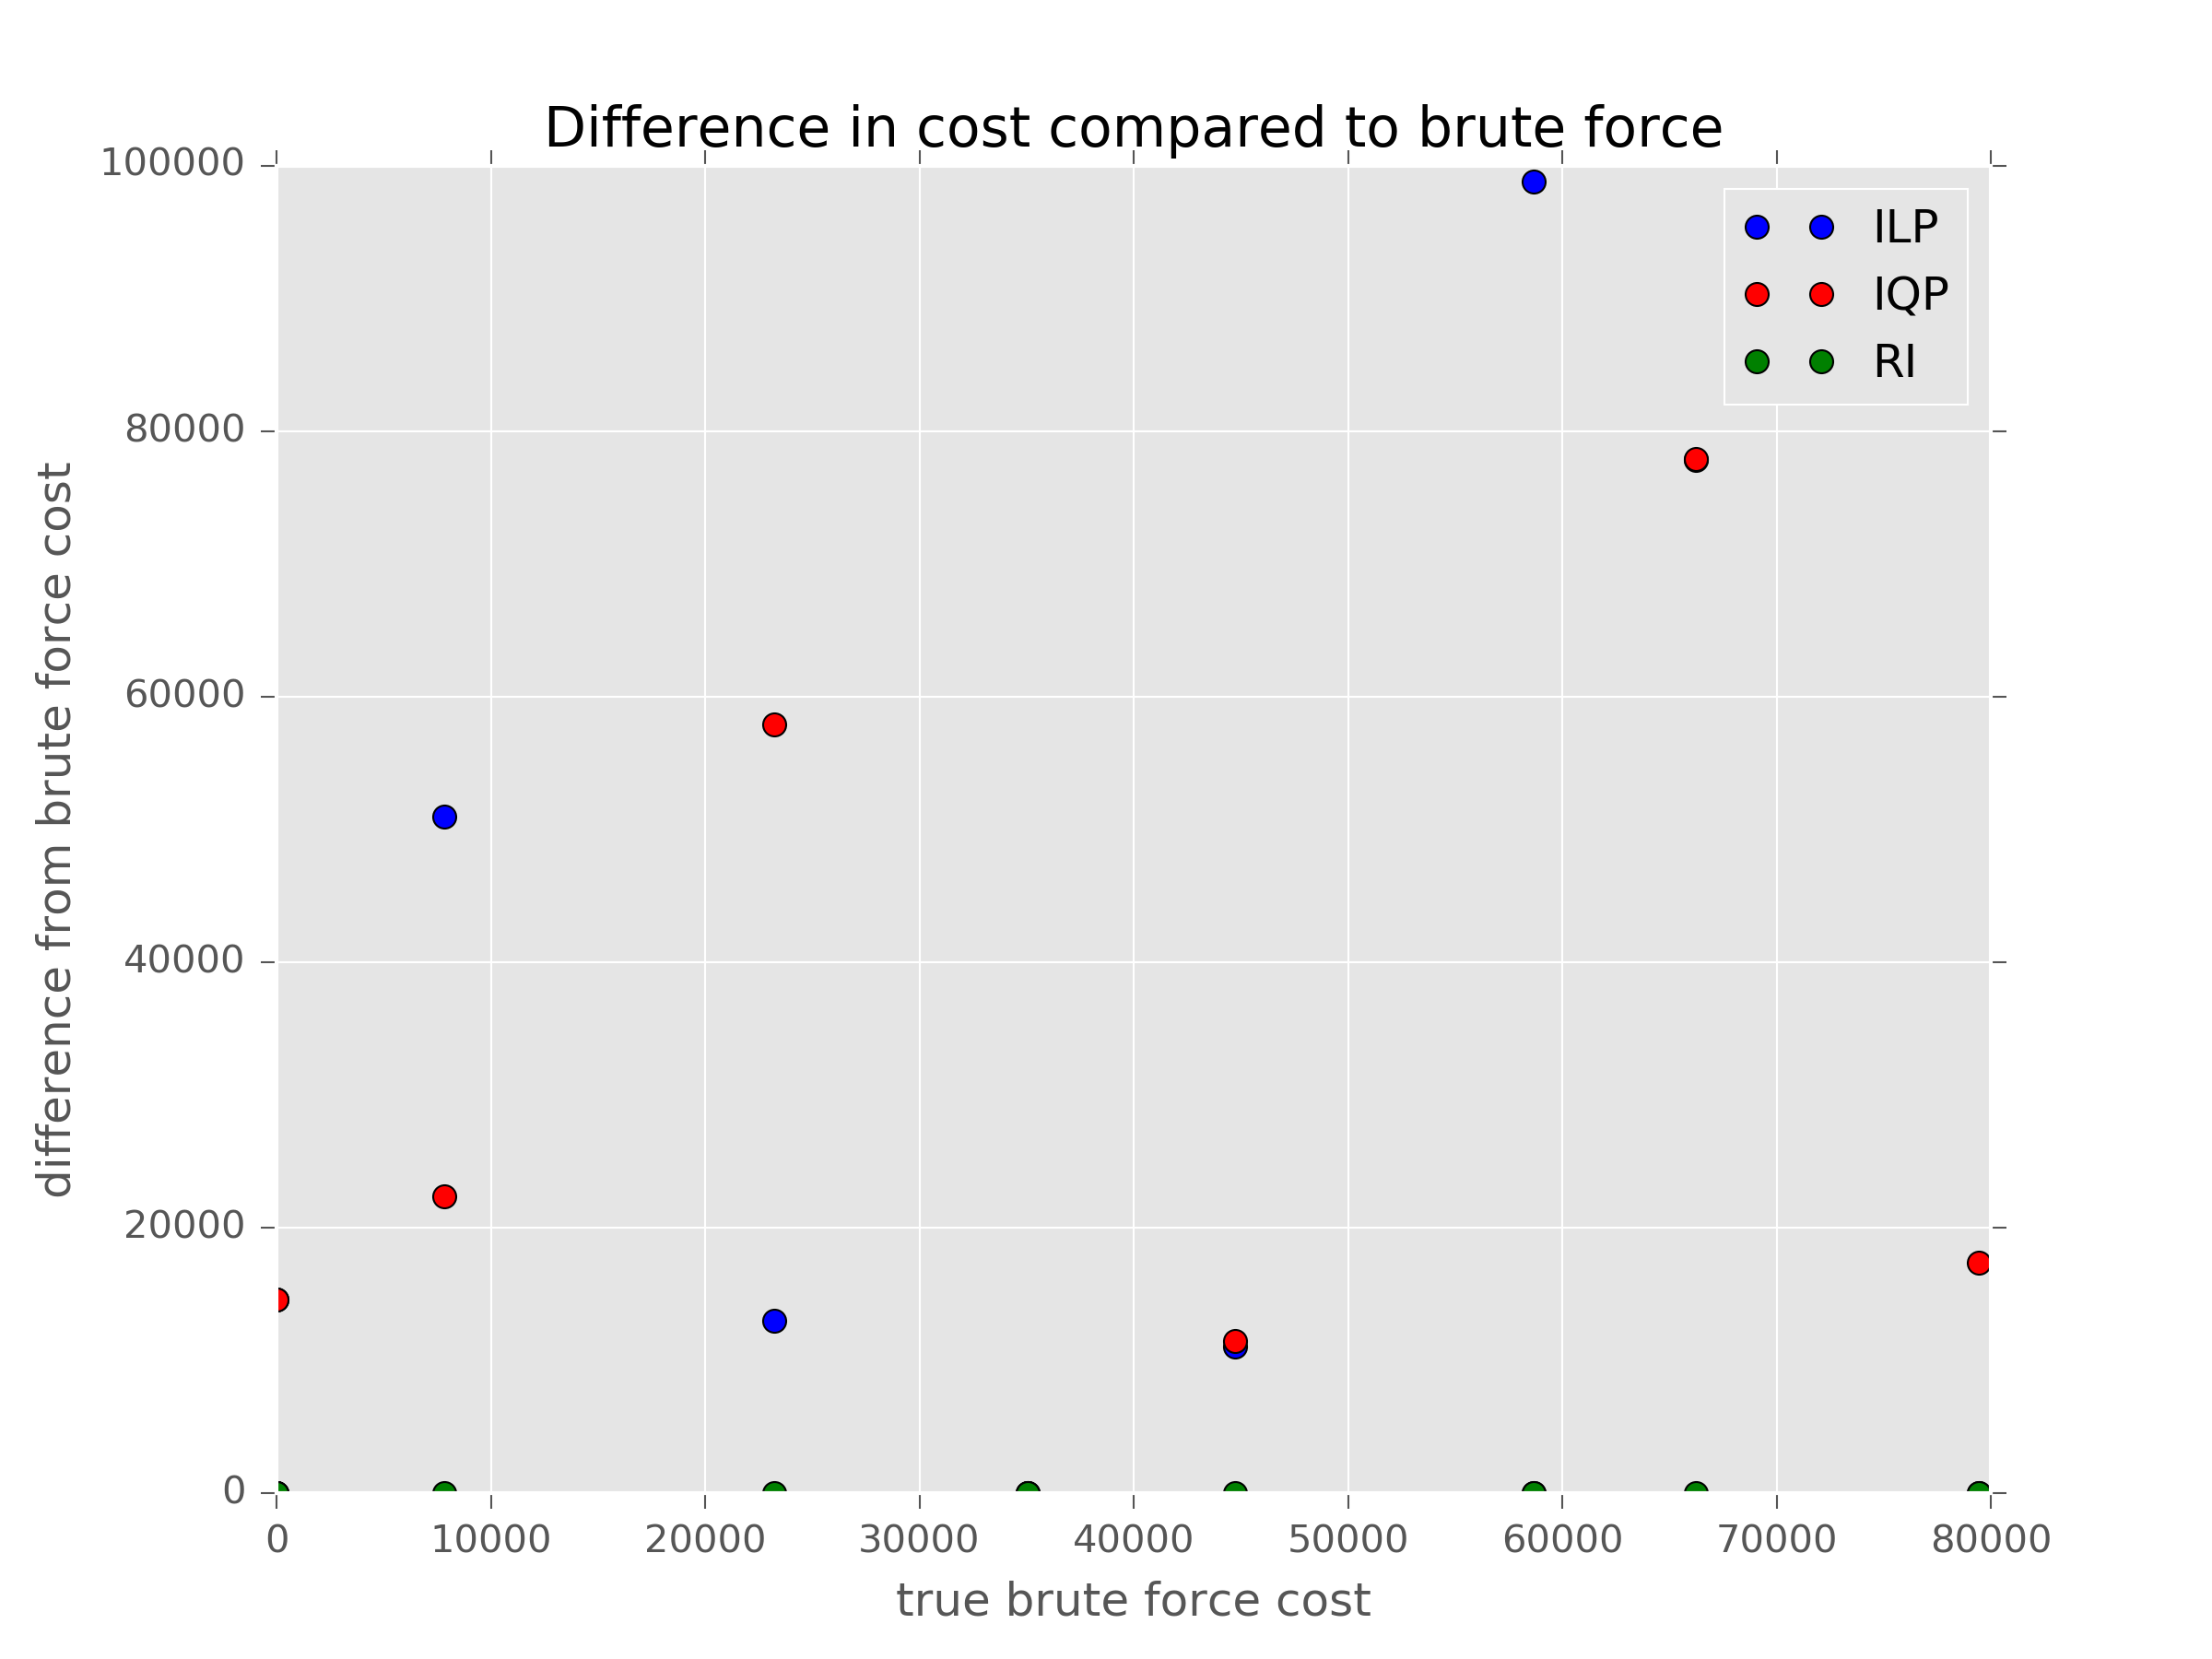 Difference in cost compared to brute force
100000
80000
60000
40000
20000
0
difference from brute force cost
ILP
IQP
RI
0 10000 20000 30000 40000 50000 60000 70000 80000
true brute force cost